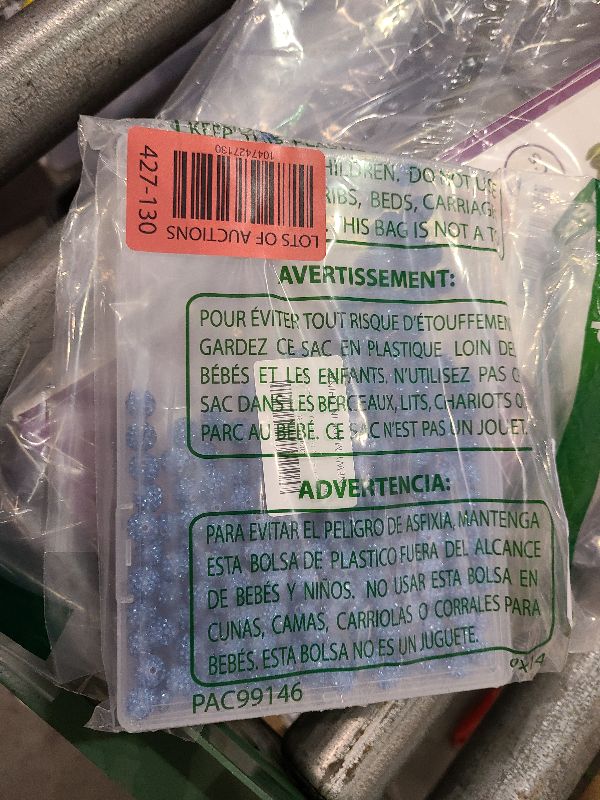 KEEP
HILDREN. DO NOT USE
RIBS, BEDS, CARRIAG
HIS BAG IS NOT A T
427-130
1047427130
LOTS OF AUCTIONS
AVERTISSEMENT:
POUR ÉVITER TOUT RISQUE D'ÉTOUFFEMEN
GARDEZ CE SAC EN PLASTIQUE LOIN DE
BÉBÉS ET LES ENFANTS. N'UTILISEZ PAS C
SAC DANS LES BERCEAUX, LITS, CHARIOTS O
PARC AU BÉBÉ. CE SAC N'EST PAS UN JOUET.
ADVERTENCIA:
PARA EVITAR EL PELIGRO DE ASFIXIA, MANTENGA
ESTA BOLSA DE PLASTICO FUERA DEL ALCANCE
DE BEBÉS Y NIÑOS. NO USAR ESTA BOLSA EN
CUNAS, CAMAS, CARRIOLAS O CORRALES PARA
BEBÉS. ESTA BOLSA NO ES UN JUGUETE.
PAC99146